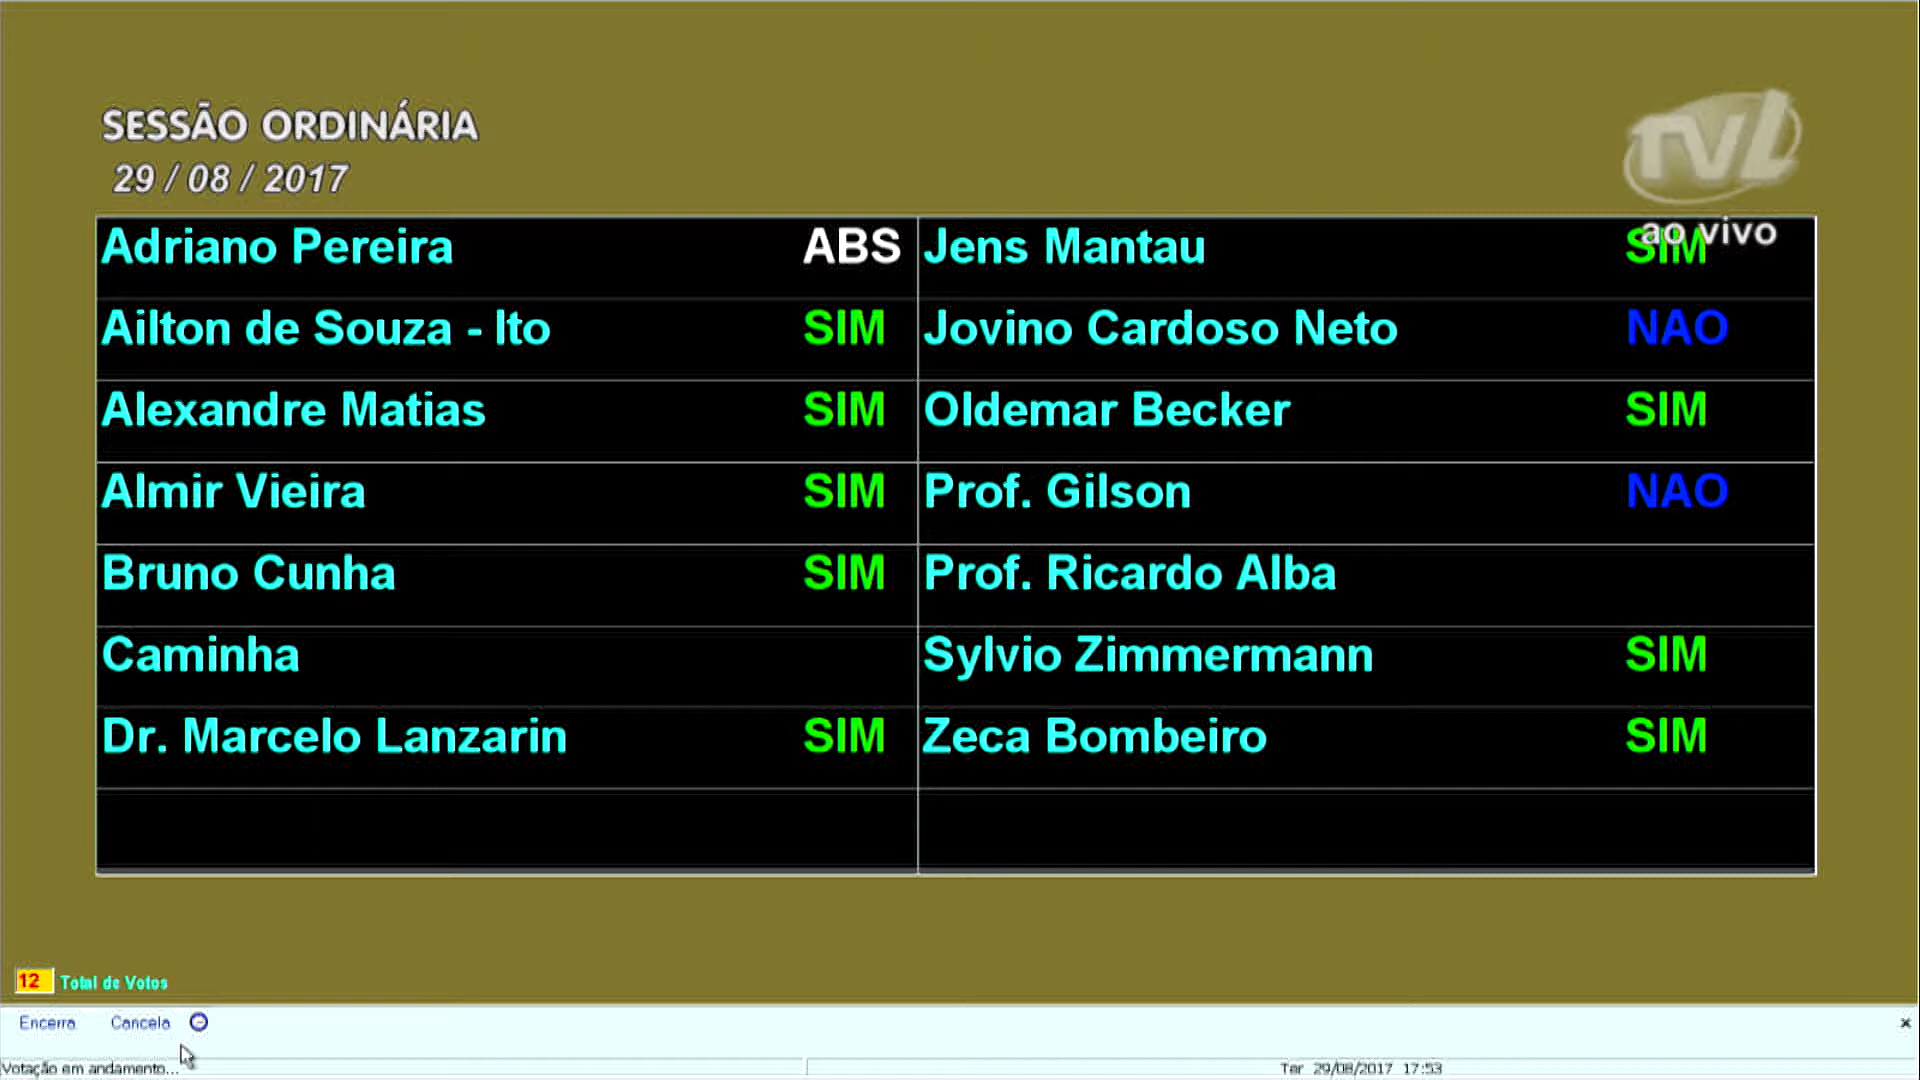 SESSÃO ORDINÁRIA
29 / 08 / 2017
TVL
ao vivo
Adriano Pereira ABS Jens Mantau SIM
Ailton de Souza - Ito SIM Jovino Cardoso Neto NAO
Alexandre Matias SIM Oldemar Becker SIM
Almir Vieira SIM Prof. Gilson NAO
Bruno Cunha SIM Prof. Ricardo Alba
Caminha Sylvio Zimmermann SIM
Dr. Marcelo Lanzarin SIM Zeca Bombeiro SIM
12 Total de Votos
Encerra Cancela
Votação em andamento... Ter 29/08/2017 17:53